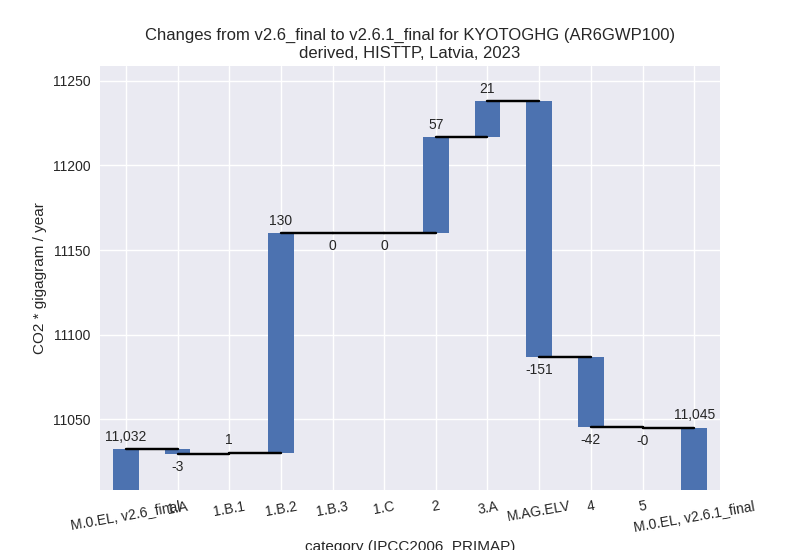 Changes from v2.6_final to v2.6.1_final for KYOTOGHG (AR6GWP100)
derived, HISTTP, Latvia, 2023
CO2 * gigagram / year
11250
11200
11150
11100
11050
11,032
-3
1
130
0
0
57
21
-151
-42
-0
11,045
M.0.EL, v2.6_final
1.A
1.B.1
1.B.2
1.B.3
1.C
2
3.A
M.AG.ELV
4
5
M.0.EL, v2.6.1_final
category (IPCC2006_PRIMAP)